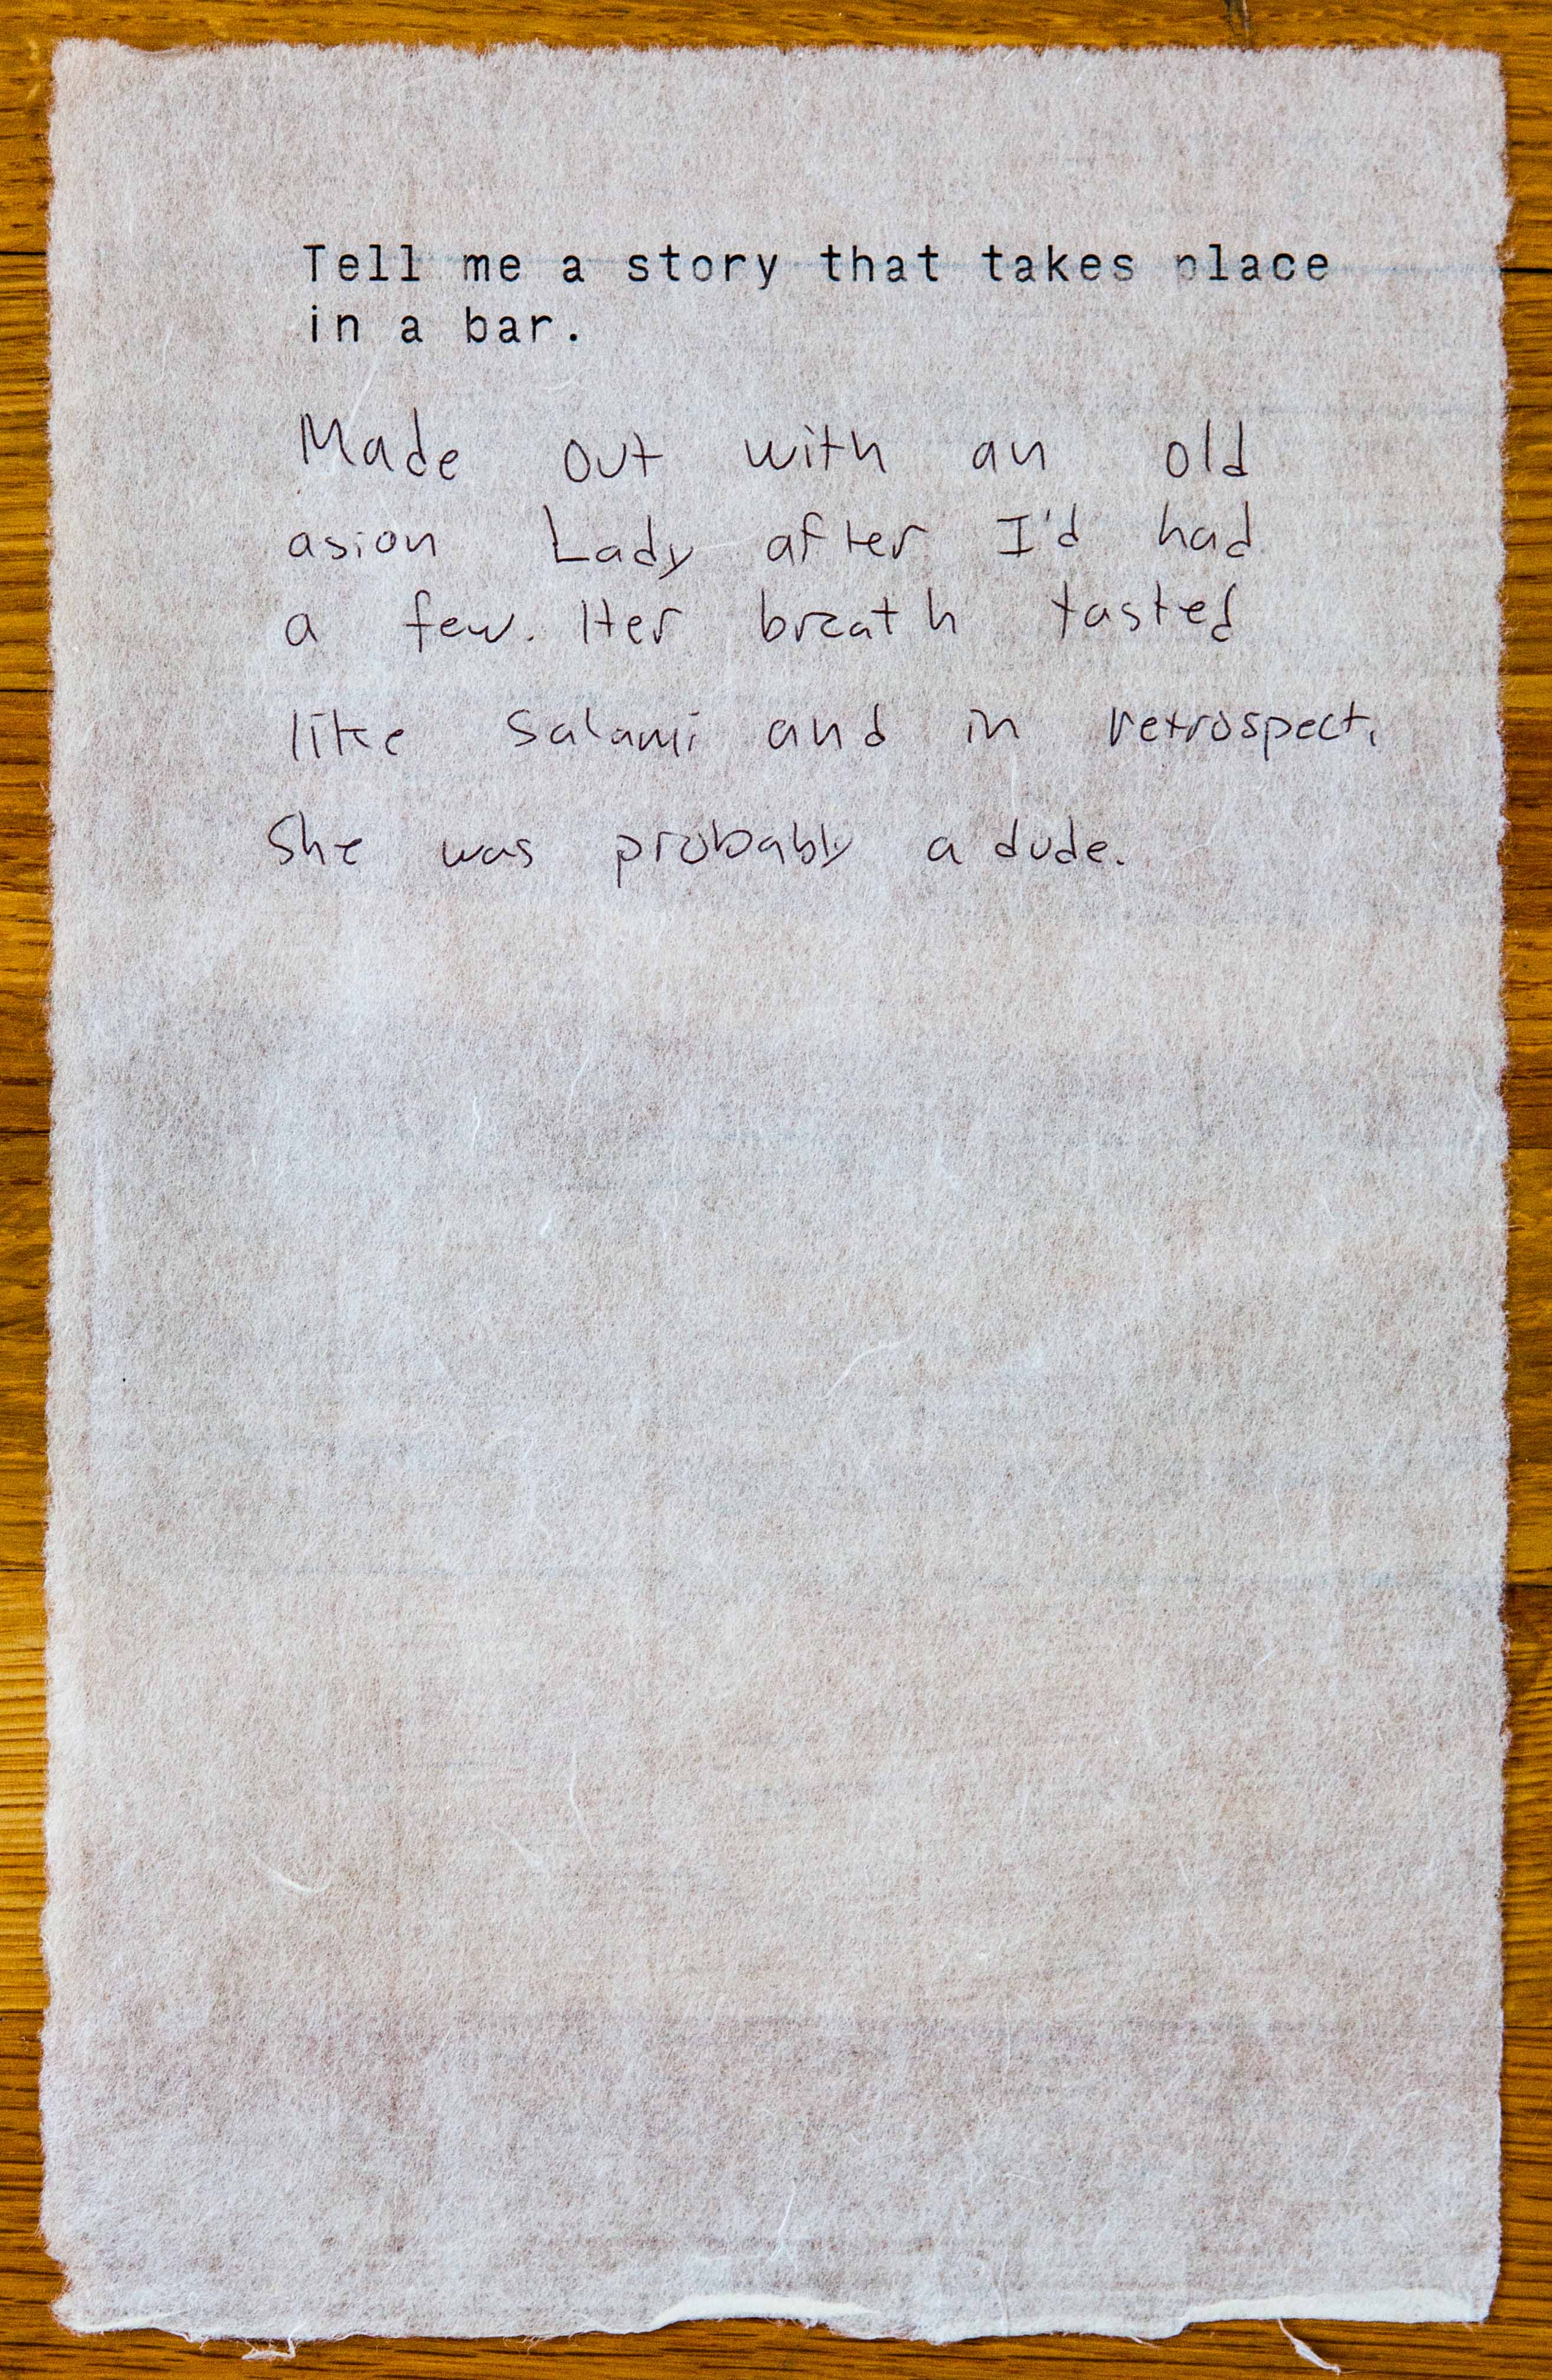 Tell me a story that takes place
in a bar.
Made out with an old
asion Lady after I'd had
a few. Her breath tasted
like Salami and in retrospect,
She was probably a dude.